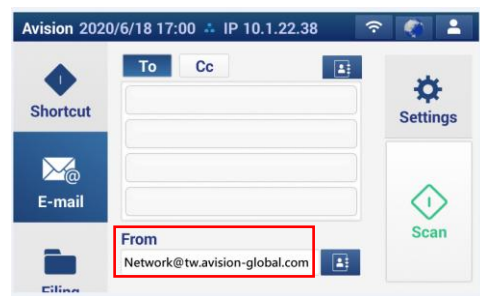 Avision 2020/6/18 17:00 IP 10.1.22.38
To Cc
Shortcut
Settings
E-mail
Scan
From
Network@tw.avision-global.com
Filing